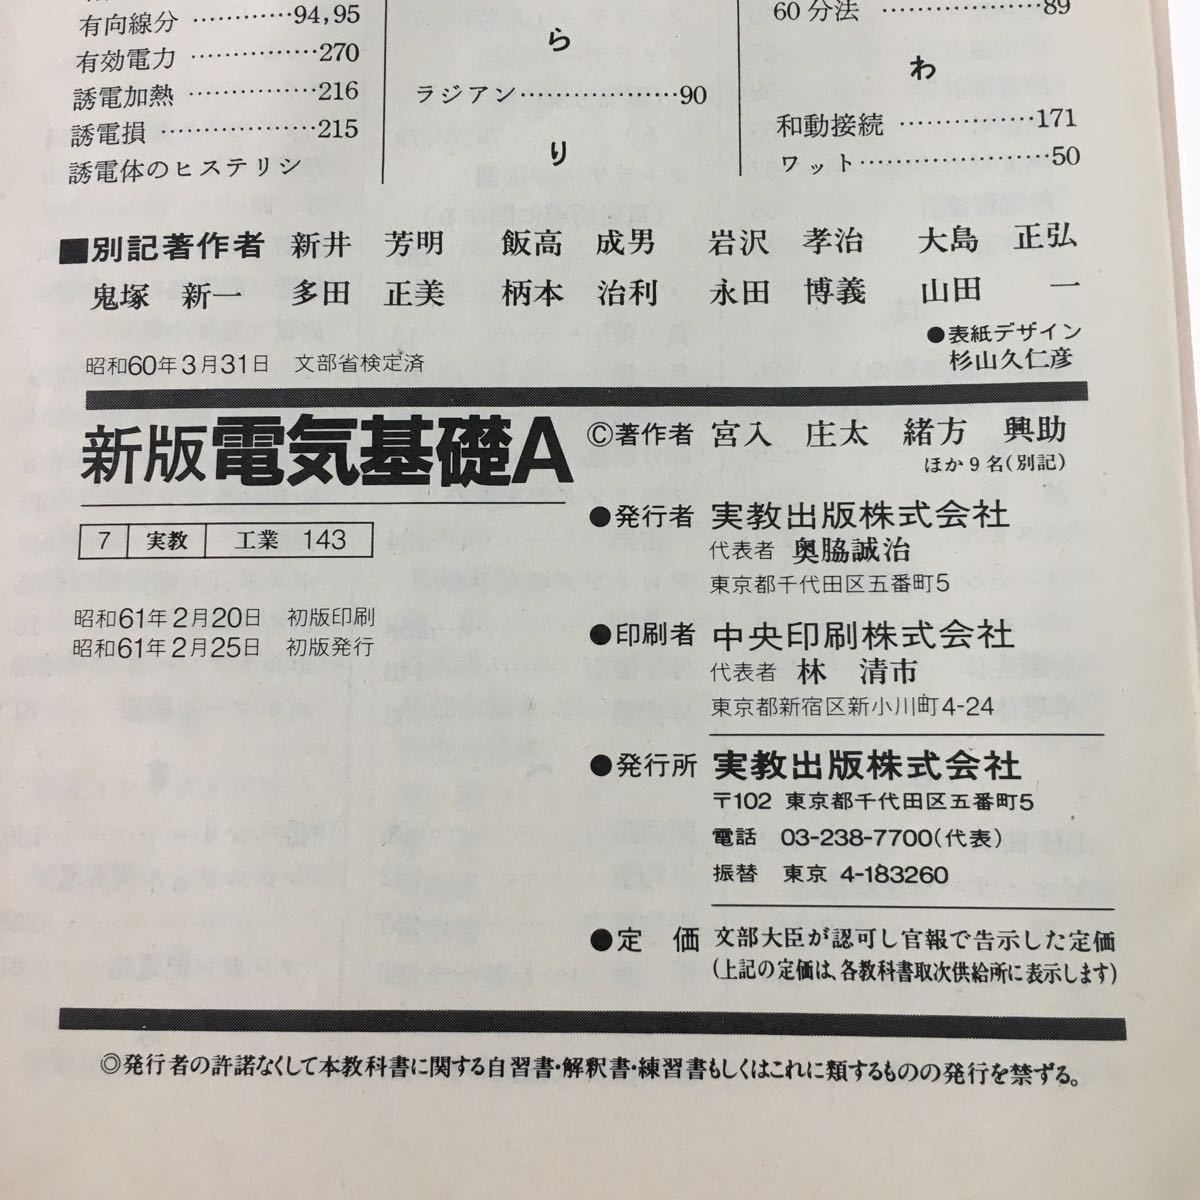 有向線分…………94,95
有効電力…………270
誘電加熱…………216
誘電損……………215
誘電体のヒステリシ
ら
ラジアン……………90
り
60分法……………89
わ
和動接続…………171
ワット………………50
■別記著作者 新井 芳明 飯高 成男 岩沢 孝治 大島 正弘
鬼塚 新一 多田 正美 柄本 治利 永田 博義 山田 一
●表紙デザイン
杉山久仁彦
昭和60年3月31日 文部省検定済
新版電気基礎A
7 実教 工業 143
昭和61年2月20日 初版印刷
昭和61年2月25日 初版発行
©著作者 宮入 庄太 緒方 興助
ほか9名(別記)
●発行者 実教出版株式会社
代表者 奥脇誠治
東京都千代田区五番町5
●印刷者 中央印刷株式会社
代表者 林 清市
東京都新宿区新小川町4-24
●発行所 実教出版株式会社
〒102 東京都千代田区五番町5
電話 03-238-7700(代表)
振替 東京 4-183260
●定 価 文部大臣が認可し官報で告示した定価
(上記の定価は、各教科書取次供給所に表示します)
◎発行者の許諾なくして本教科書に関する自習書・解釈書・練習書もしくはこれに類するものの発行を禁ずる。